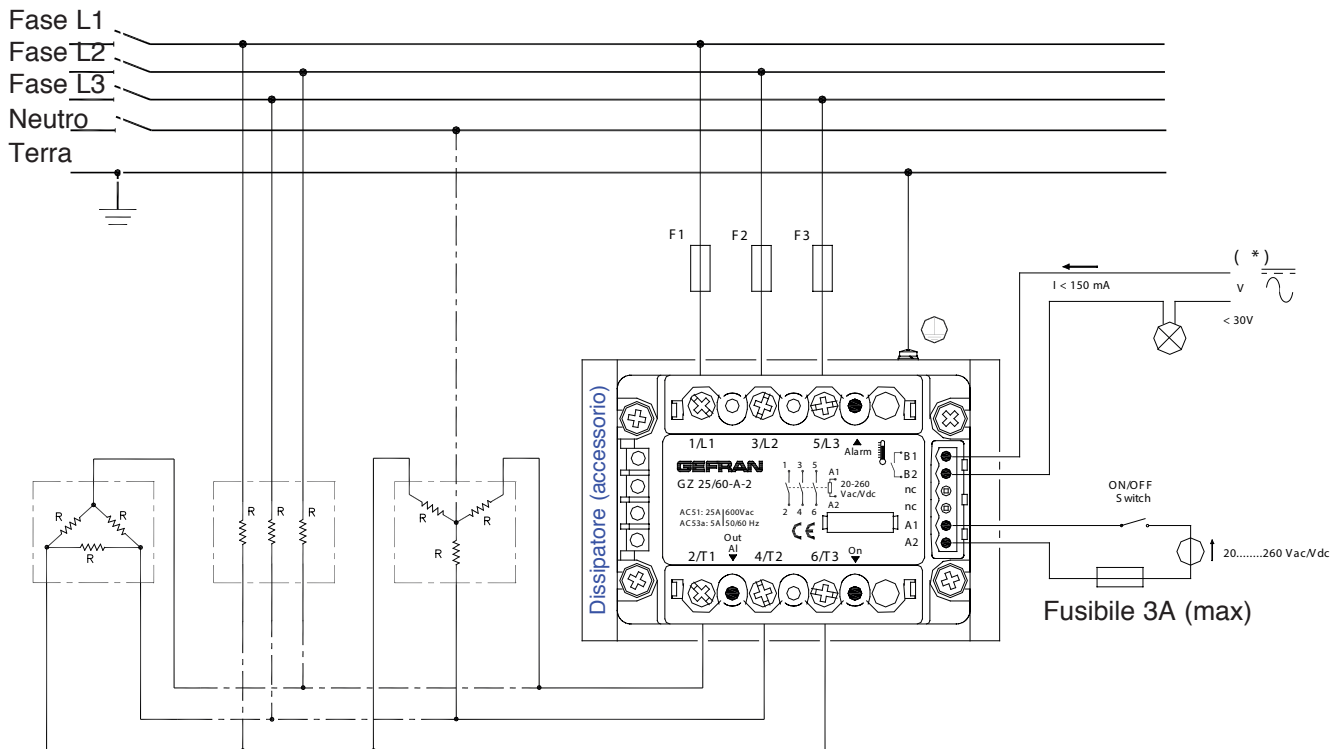 Fase L1
Fase L2
Fase L3
Neutro
Terra
F1 F2 F3
( *)
I < 150 mA
V
< 30V
Dissipatore (accessorio)
1/L1 3/L2 5/L3
Alarm
B1
GEFRAN
GZ 25/60-A-2
1 3 5
A1
20-260
Vac/Vdc
A2
2 4 6
B2
nc
nc
A1
A2
AC51: 25A 600Vac
AC53a: 5A 50/60 Hz
CE
Out
Al
On
2/T1 4/T2 6/T3
ON/OFF
Switch
20........260 Vac/Vdc
Fusibile 3A (max)
R R
R
R R R
R R
R